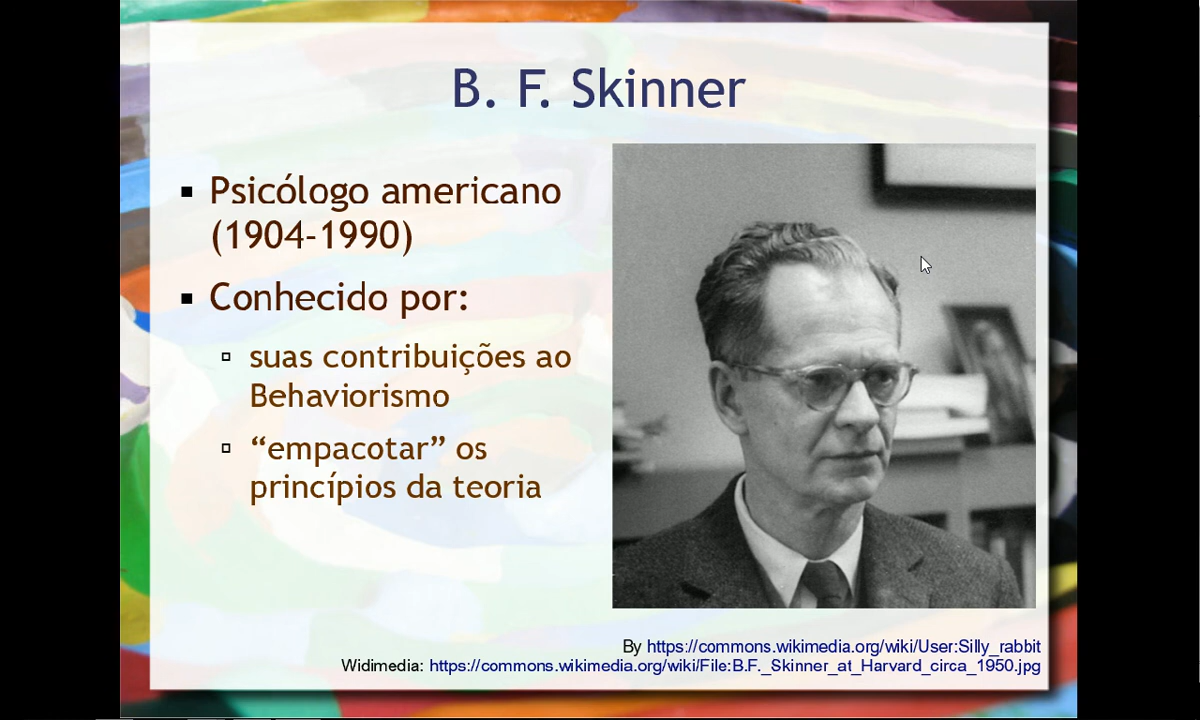 B. F. Skinner
▪ Psicólogo americano
(1904-1990)
▪ Conhecido por:
▫ suas contribuições ao
Behaviorismo
▫ “empacotar” os
princípios da teoria
By https://commons.wikimedia.org/wiki/User:Silly_rabbit
Widimedia: https://commons.wikimedia.org/wiki/File:B.F._Skinner_at_Harvard_circa_1950.jpg